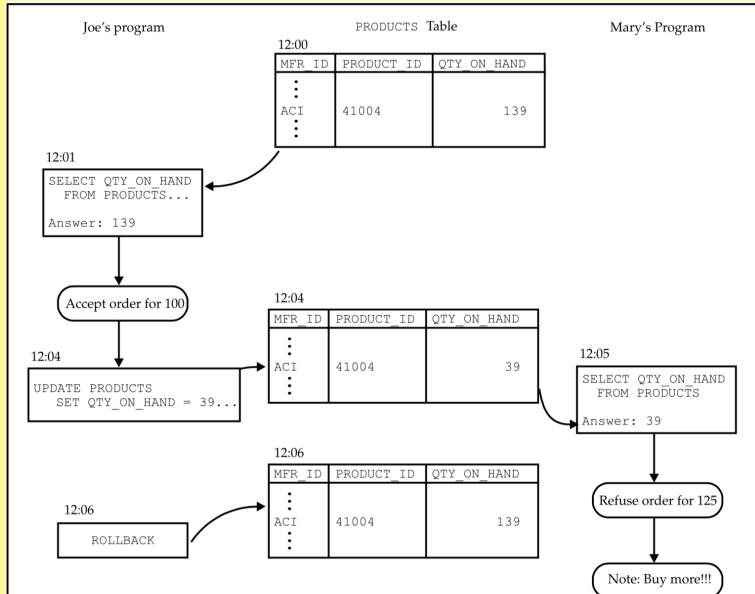 Joe's program
PRODUCTS Table
Mary's Program
12:00
MFR_ID PRODUCT_ID QTY_ON_HAND
ACI 41004 139
12:01
SELECT QTY_ON_HAND
FROM PRODUCTS...
Answer: 139
Accept order for 100
12:04
UPDATE PRODUCTS
SET QTY_ON_HAND = 39...
12:04
MFR_ID PRODUCT_ID QTY_ON_HAND
ACI 41004 39
12:05
SELECT QTY_ON_HAND
FROM PRODUCTS
Answer: 39
Refuse order for 125
Note: Buy more!!!
12:06
ROLLBACK
12:06
MFR_ID PRODUCT_ID QTY_ON_HAND
ACI 41004 139